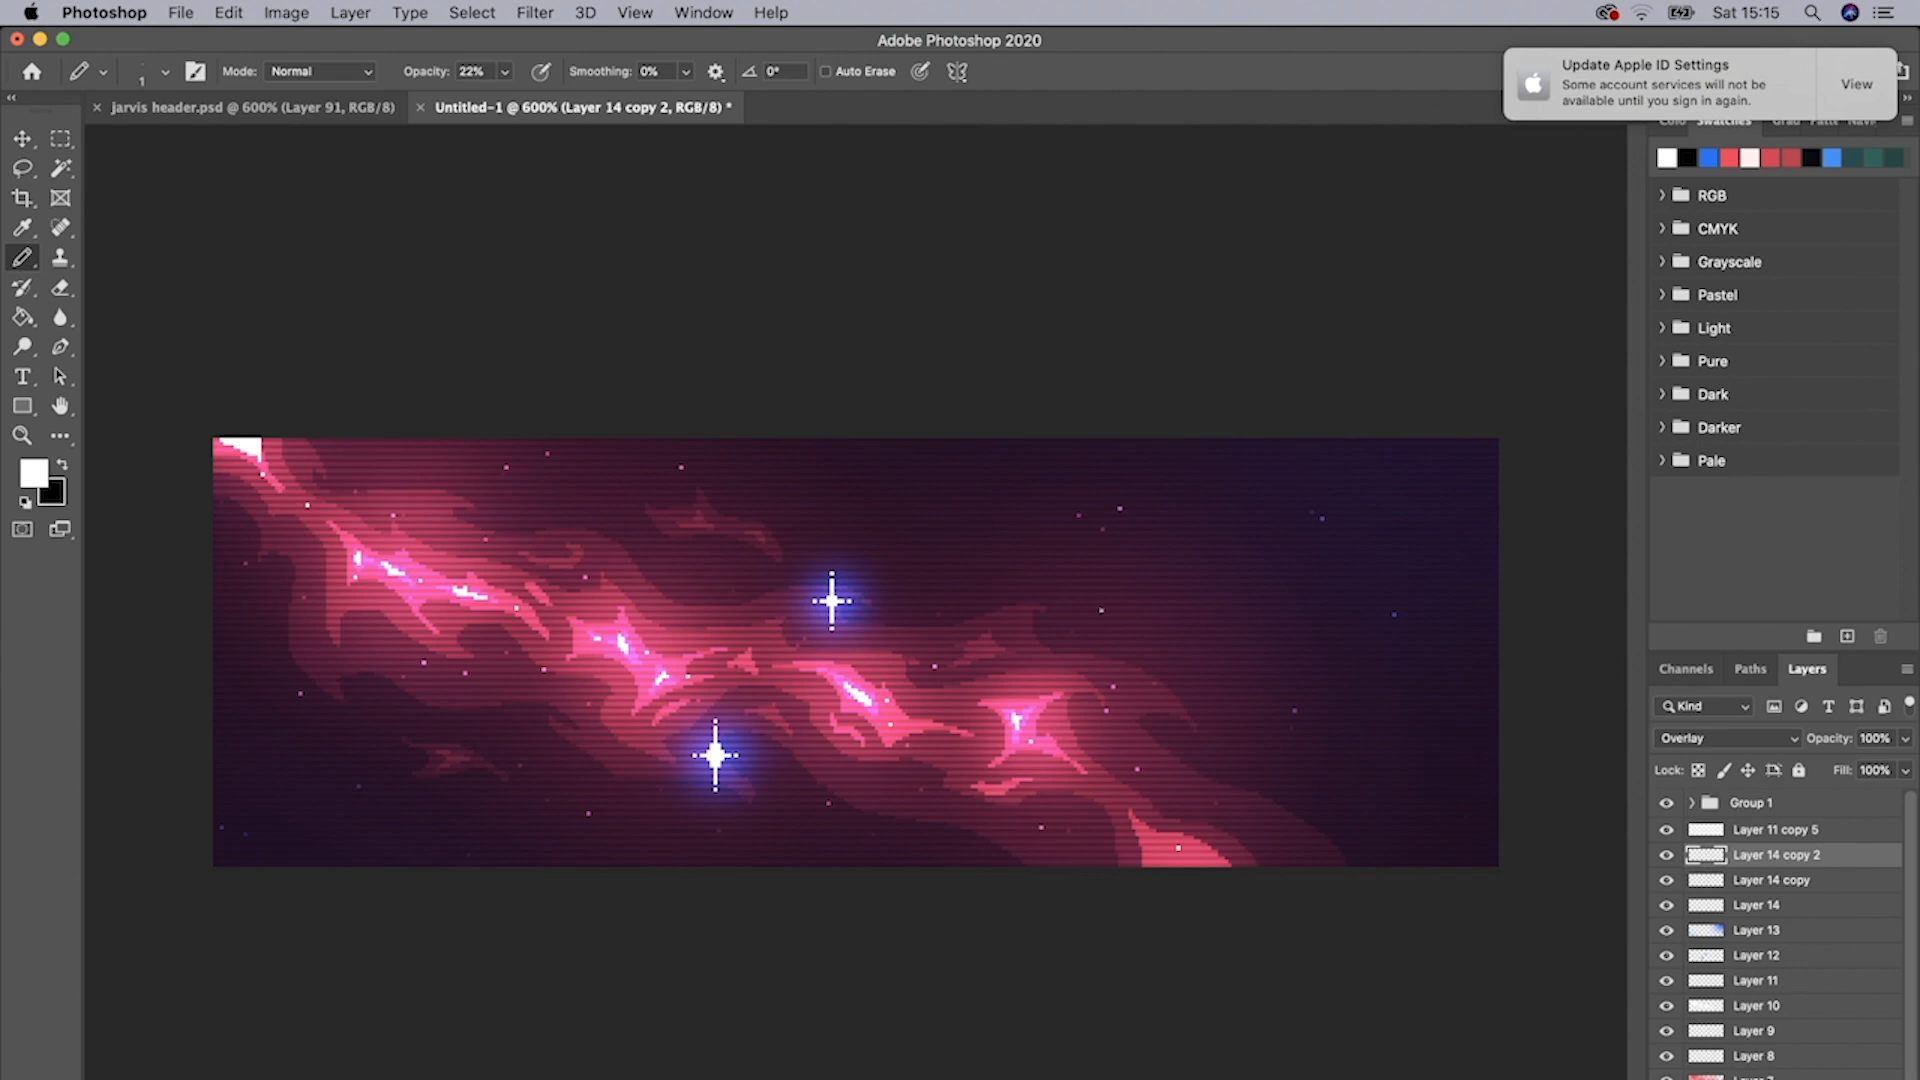 Photoshop File Edit Image Layer Type Select Filter 3D View Window Help Sat 15:15
Adobe Photoshop 2020
1 Mode: Normal Opacity: 22% Smoothing: 0% 0° Auto Erase
Update Apple ID Settings
Some account services will not be
available until you sign in again.
View
jarvis header.psd @ 600% (Layer 91, RGB/8)
Untitled-1 @ 600% (Layer 14 copy 2, RGB/8) *
Swatches
RGB
CMYK
Grayscale
Pastel
Light
Pure
Dark
Darker
Pale
Channels Paths Layers
Kind
Overlay Opacity: 100%
Lock: Fill: 100%
Group 1
Layer 11 copy 5
Layer 14 copy 2
Layer 14 copy
Layer 14
Layer 13
Layer 12
Layer 11
Layer 10
Layer 9
Layer 8